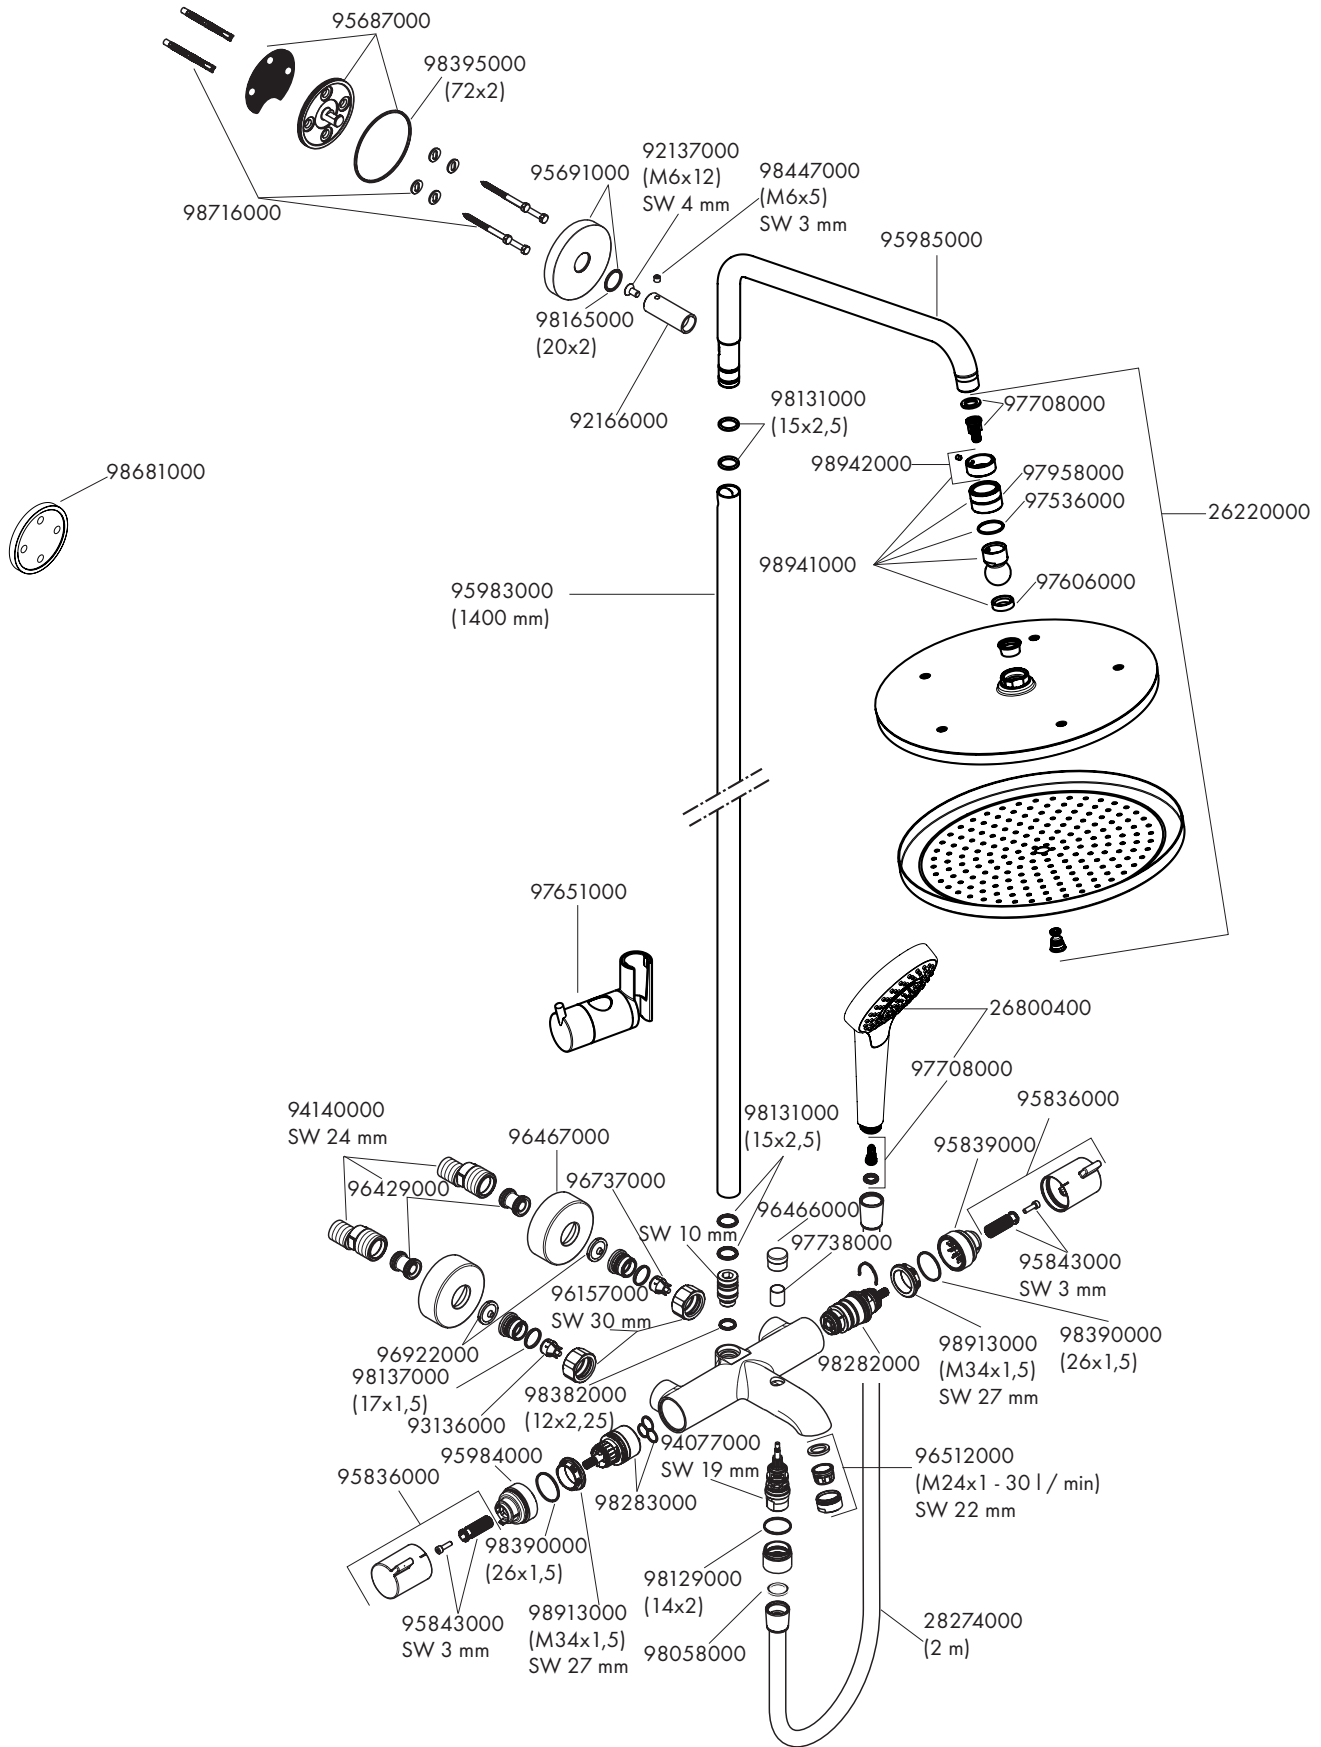 95687000
98395000
(72x2)
92137000
(M6x12)
SW 4 mm
98447000
(M6x5)
SW 3 mm
95691000
98716000
95985000
98165000
(20x2)
92166000
98131000
(15x2,5)
97708000
98942000
97958000
97536000
26220000
98681000
98941000
97606000
95983000
(1400 mm)
97651000
26800400
97708000
95836000
94140000
SW 24 mm
96467000
98131000
(15x2,5)
95839000
96737000
96429000
96466000
SW 10 mm
97738000
95843000
SW 3 mm
96157000
SW 30 mm
98390000
(26x1,5)
98913000
(M34x1,5)
SW 27 mm
96922000
98137000
(17x1,5)
93136000
98382000
(12x2,25)
98282000
95984000
94077000
SW 19 mm
96512000
(M24x1 - 30 l / min)
SW 22 mm
95836000
98283000
98390000
(26x1,5)
98129000
(14x2)
95843000
SW 3 mm
98913000
(M34x1,5)
SW 27 mm
98058000
28274000
(2 m)